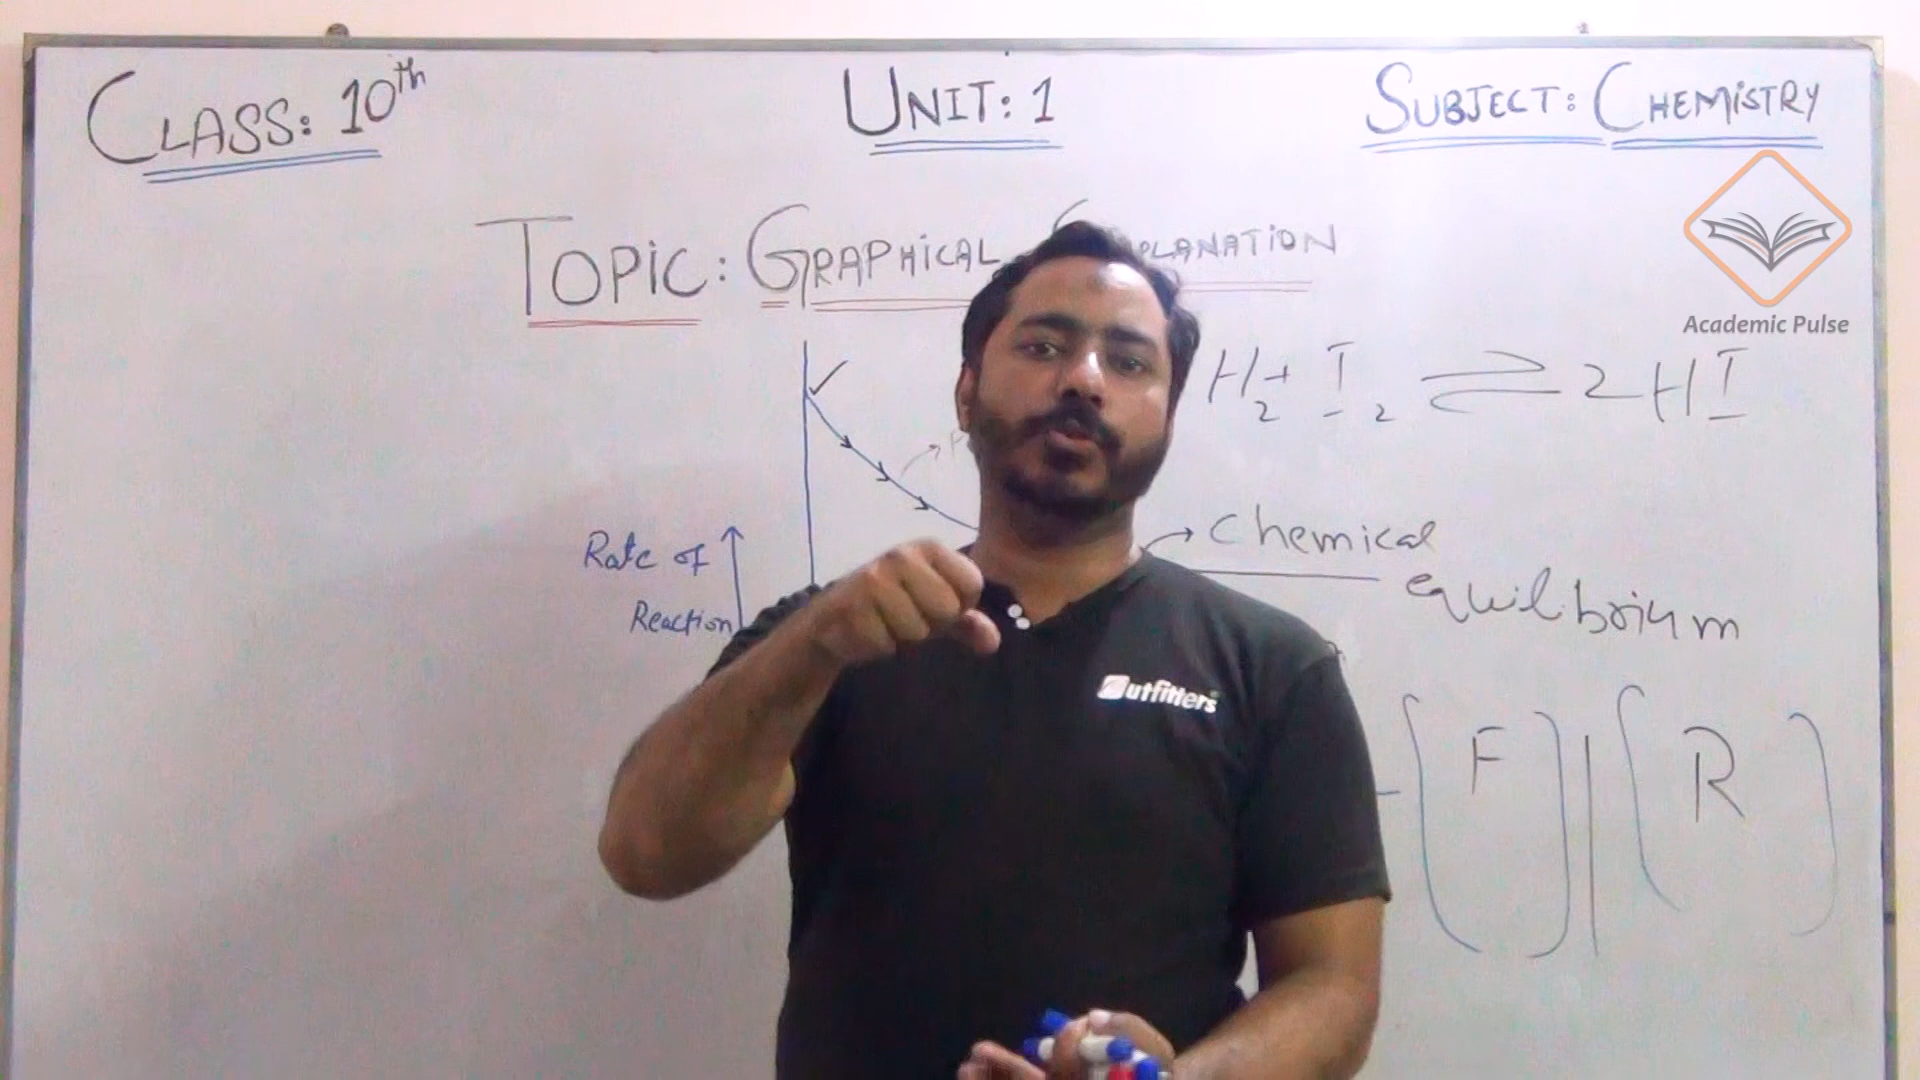 CLASS: 10th
UNIT: 1
SUBJECT: CHEMISTRY
TOPIC: GRAPHICAL
Academic Pulse
H2 + I2 ⇌ 2HI
Rate of
Reaction
Chemical
equilibrium
utfitters
[F] | [R]